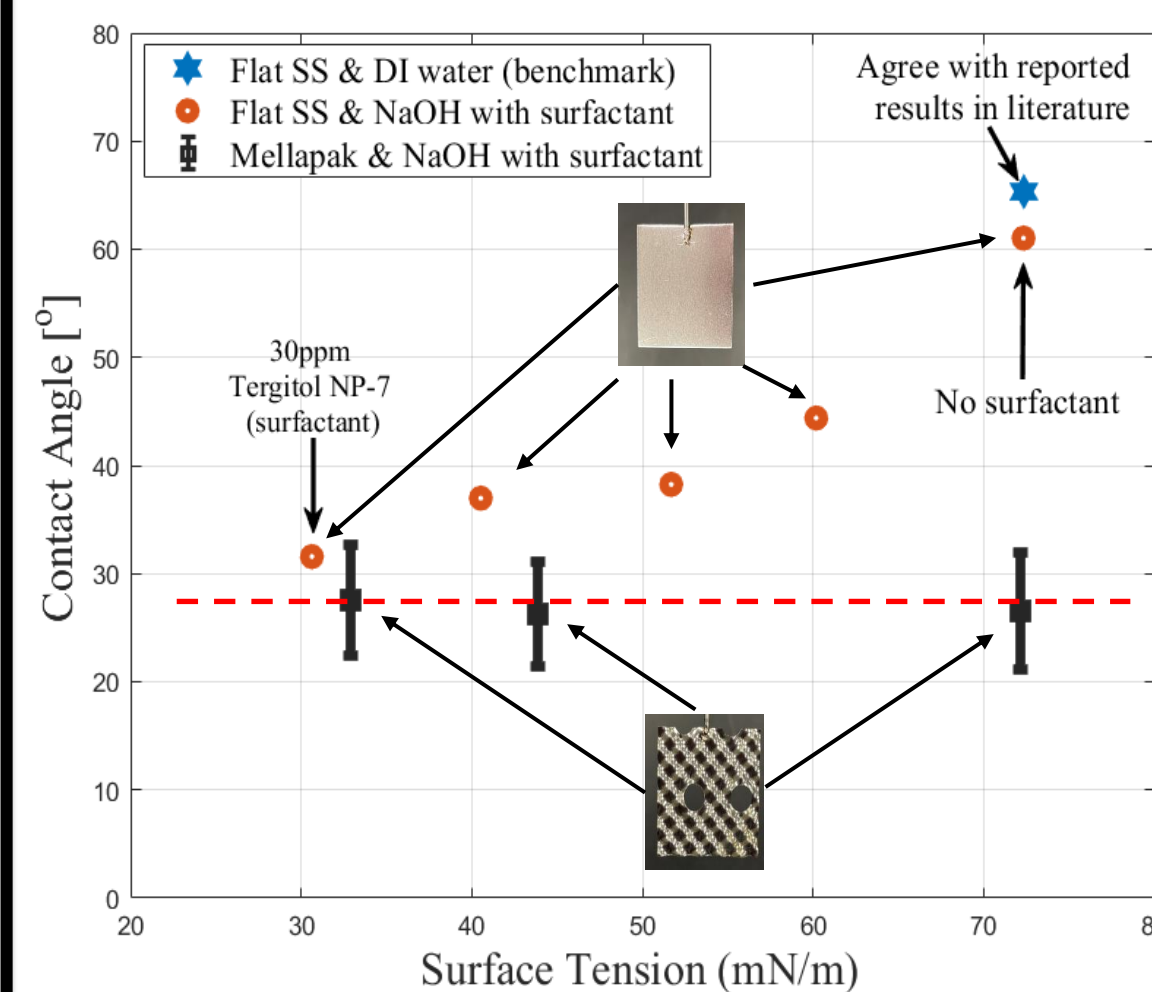 80
70
60
50
40
30
20
10
0
Contact Angle [o]
Flat SS & DI water (benchmark)
Flat SS & NaOH with surfactant
Mellapak & NaOH with surfactant
Agree with reported
results in literature
30ppm
Tergitol NP-7
(surfactant)
No surfactant
20 30 40 50 60 70 8
Surface Tension (mN/m)